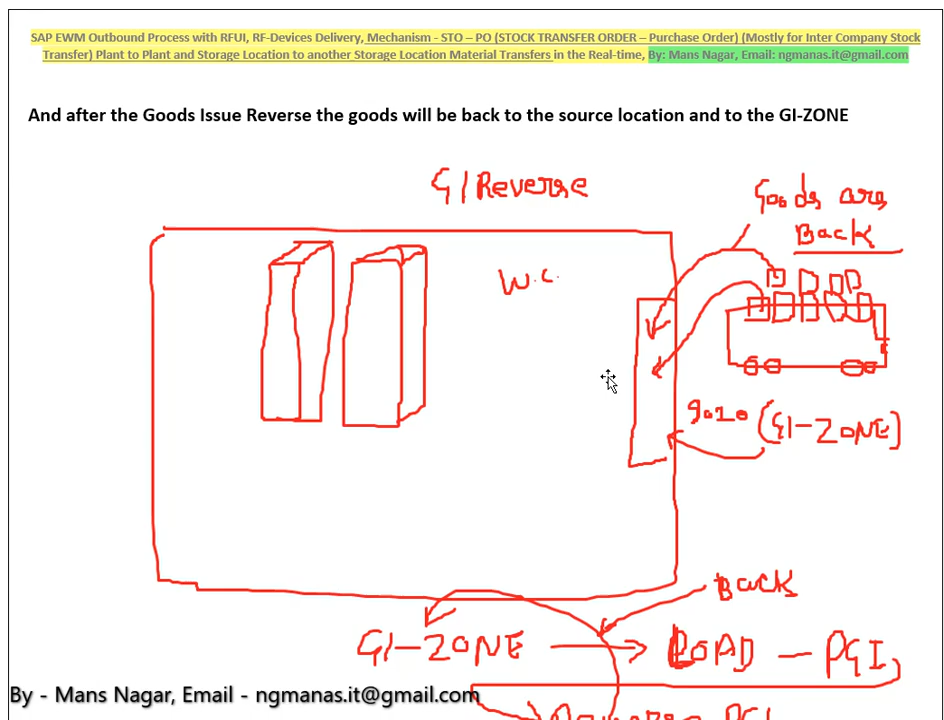 SAP EWM Outbound Process with RFUI, RF-Devices Delivery, Mechanism - STO – PO (STOCK TRANSFER ORDER – Purchase Order) (Mostly for Inter Company Stock
Transfer) Plant to Plant and Storage Location to another Storage Location Material Transfers in the Real-time, By: Mans Nagar, Email: ngmanas.it@gmail.com
And after the Goods Issue Reverse the goods will be back to the source location and to the GI-ZONE
GI Reverse
Goods are
Back
W.C.
9020 (GI-ZONE)
Back
GI-ZONE LOAD - PGI,
By - Mans Nagar, Email - ngmanas.it@gmail.com
PGI